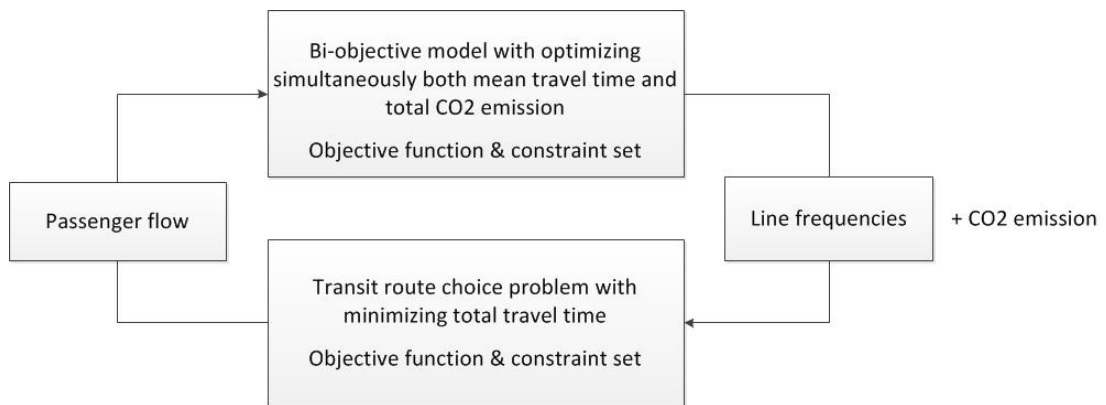 Bi-objective model with optimizing
simultaneously both mean travel time and
total CO2 emission
Objective function & constraint set
Passenger flow
Line frequencies
+ CO2 emission
Transit route choice problem with
minimizing total travel time
Objective function & constraint set